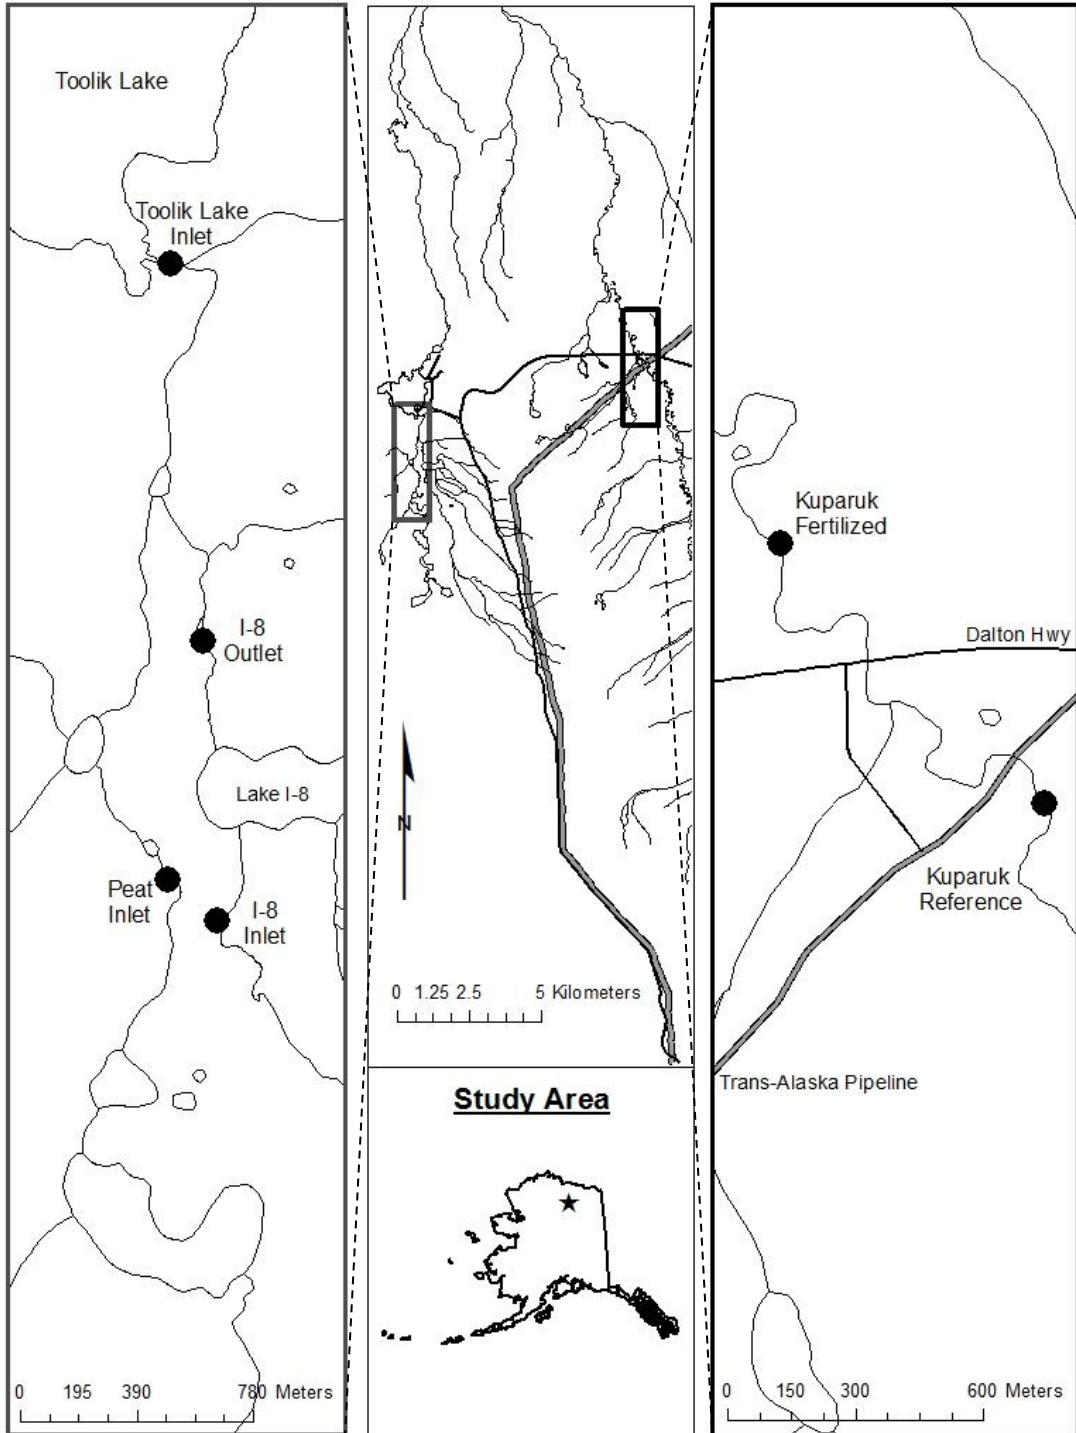 Toolik Lake
Toolik Lake
Inlet
I-8
Outlet
Lake I-8
Peat
Inlet
I-8
Inlet
0 195 390 780 Meters
N
0 1.25 2.5 5 Kilometers
Study Area
Kuparuk
Fertilized
Dalton Hwy
Kuparuk
Reference
Trans-Alaska Pipeline
0 150 300 600 Meters